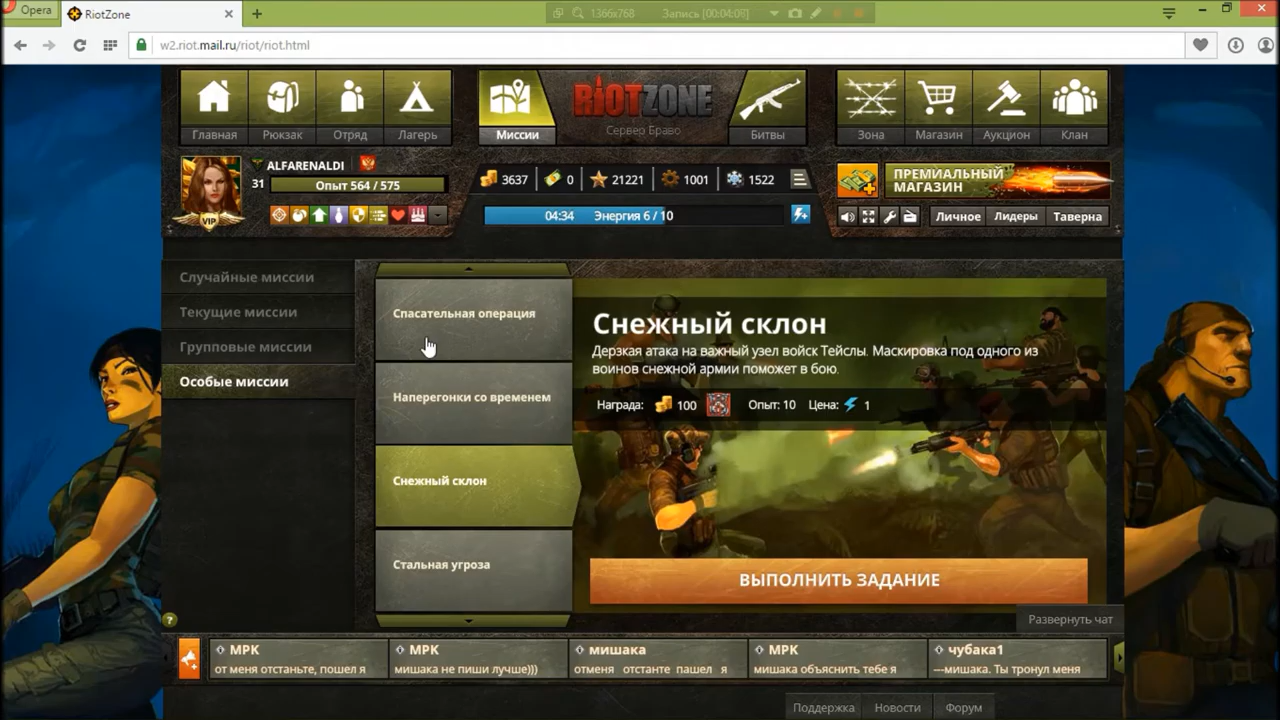 Opera
RiotZone
1366x768
Запись [00:04:09]
w2.riot.mail.ru/riot/riot.html
Главная
Рюкзак
Отряд
Лагерь
Миссии
RIOTZONE
Сервер Браво
Битвы
Зона
Магазин
Аукцион
Клан
ALFARENALDI
31
Опыт 564 / 575
VIP
3637
0
21221
1001
1522
04:34 Энергия 6 / 10
ПРЕМИАЛЬНЫЙ
МАГАЗИН
Личное
Лидеры
Таверна
Случайные миссии
Текущие миссии
Групповые миссии
Особые миссии
Спасательная операция
Наперегонки со временем
Снежный склон
Стальная угроза
Снежный склон
Дерзкая атака на важный узел войск Тейслы. Маскировка под одного из
воинов снежной армии поможет в бою.
Награда: 100 Опыт: 10 Цена: 1
ВЫПОЛНИТЬ ЗАДАНИЕ
Развернуть чат
?
МРК
от меня отстаньте, пошел я
МРК
мишака не пиши лучше)))
мишака
отменя отстанте пашел я
МРК
мишака объяснить тебе я
чубака1
---мишака. Ты тронул меня
Поддержка
Новости
Форум